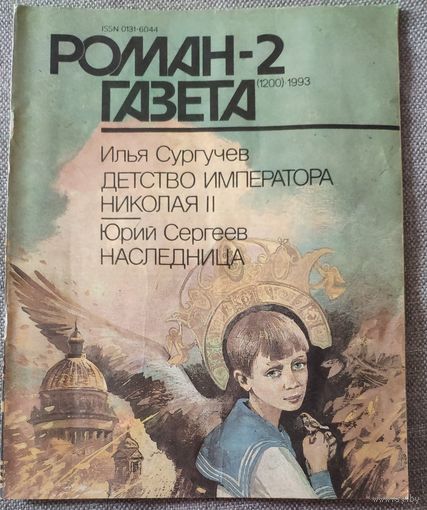 ISSN 0131-6044
РОМАН-2
ГАЗЕТА (1200)·1993
Илья Сургучев
ДЕТСТВО ИМПЕРАТОРА
НИКОЛАЯ II
Юрий Сергеев
НАСЛЕДНИЦА